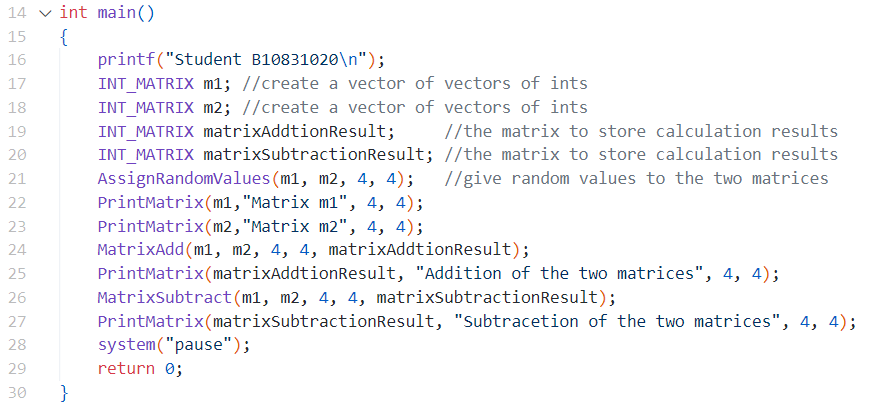 14 int main()
15 {
16 printf("Student B10831020\n");
17 INT_MATRIX m1; //create a vector of vectors of ints
18 INT_MATRIX m2; //create a vector of vectors of ints
19 INT_MATRIX matrixAddtionResult; //the matrix to store calculation results
20 INT_MATRIX matrixSubtractionResult; //the matrix to store calculation results
21 AssignRandomValues(m1, m2, 4, 4); //give random values to the two matrices
22 PrintMatrix(m1,"Matrix m1", 4, 4);
23 PrintMatrix(m2,"Matrix m2", 4, 4);
24 MatrixAdd(m1, m2, 4, 4, matrixAddtionResult);
25 PrintMatrix(matrixAddtionResult, "Addition of the two matrices", 4, 4);
26 MatrixSubtract(m1, m2, 4, 4, matrixSubtractionResult);
27 PrintMatrix(matrixSubtractionResult, "Subtracetion of the two matrices", 4, 4);
28 system("pause");
29 return 0;
30 }